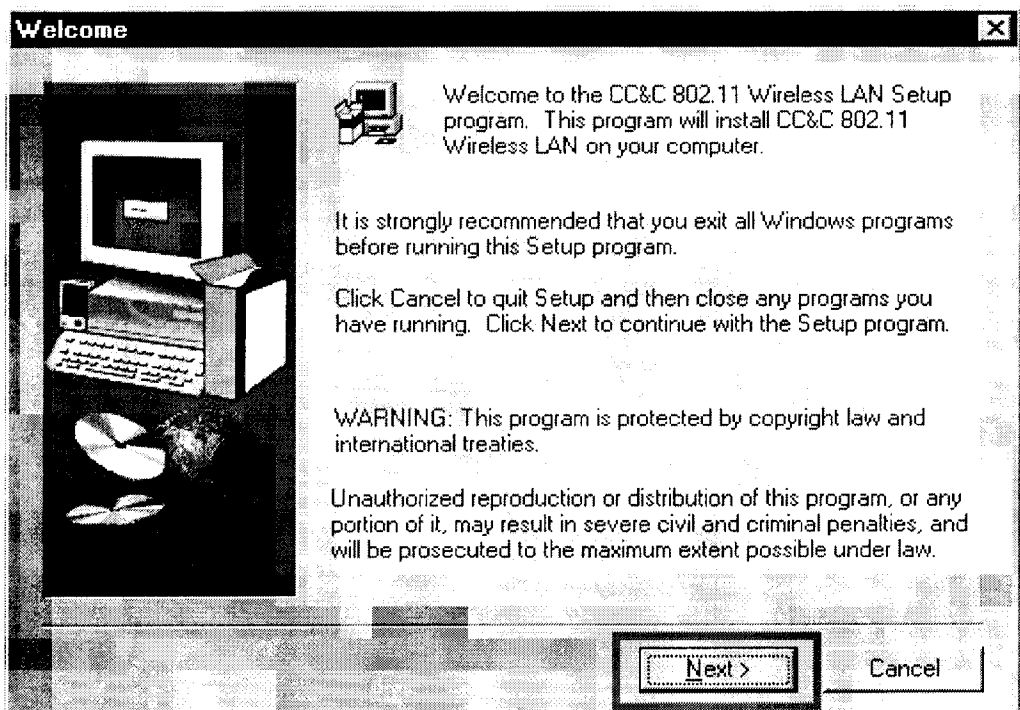 Welcome
Welcome to the CC&C 802.11 Wireless LAN Setup
program.  This program will install CC&C 802.11
Wireless LAN on your computer.
It is strongly recommended that you exit all Windows programs
before running this Setup program.
Click Cancel to quit Setup and then close any programs you
have running.  Click Next to continue with the Setup program.
WARNING: This program is protected by copyright law and
international treaties.
Unauthorized reproduction or distribution of this program, or any
portion of it, may result in severe civil and criminal penalties, and
will be prosecuted to the maximum extent possible under law.
Next >
Cancel